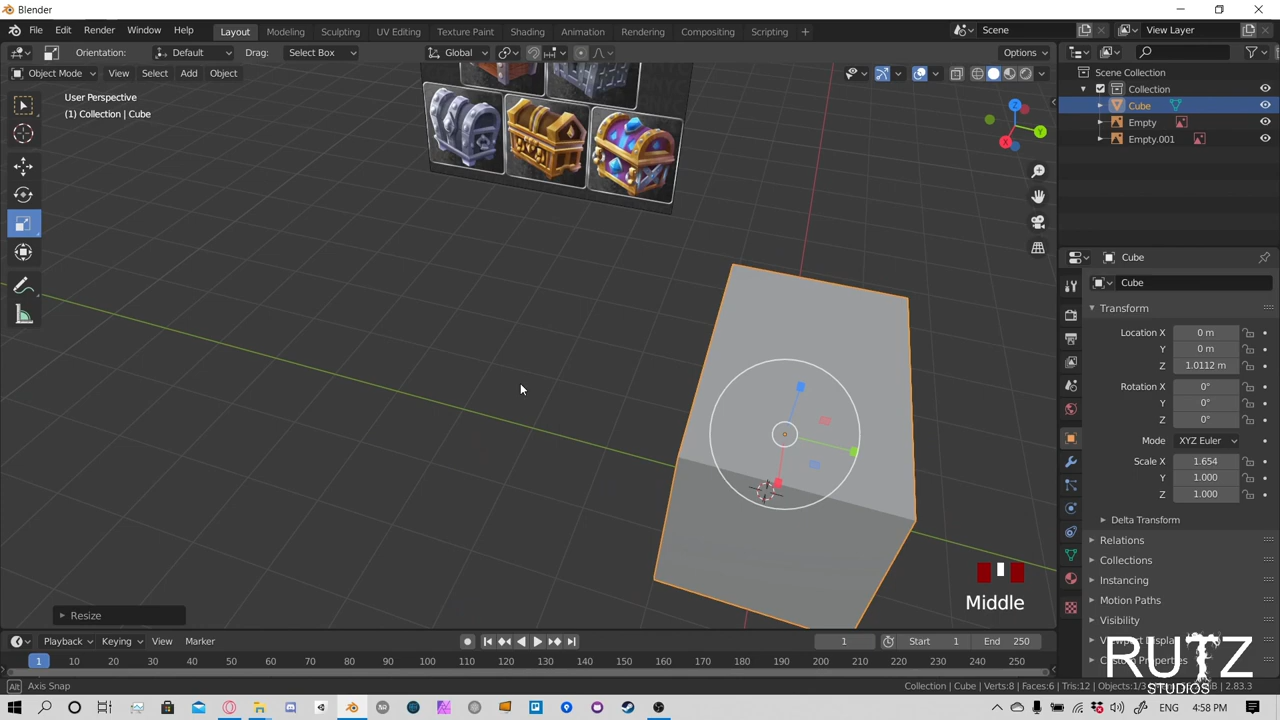 Blender
File Edit Render Window Help
Layout Modeling Sculpting UV Editing Texture Paint Shading Animation Rendering Compositing Scripting +
Scene
View Layer
Orientation: Default Drag: Select Box
Global
Options
Object Mode View Select Add Object
User Perspective
(1) Collection | Cube
Scene Collection
Collection
Cube
Empty
Empty.001
X
Y
Z
Cube
Cube
Transform
Location X 0 m
Y 0 m
Z 1.0112 m
Rotation X 0°
Y 0°
Z 0°
Mode XYZ Euler
Scale X 1.654
Y 1.000
Z 1.000
Delta Transform
Relations
Collections
Instancing
Motion Paths
Visibility
Viewport Display
Custom Properties
Middle
Resize
Playback Keying View Marker
1 Start 1 End 250
1 10 20 30 40 50 60 70 80 90 100 110 120 130 140 150 160 170 180 190 200 210 220 230 240 250
Alt Axis Snap
Collection | Cube | Verts:8 | Faces:6 | Tris:12 | Objects:1/3
2.83.3
RUTZ
STUDIOS
4:58 PM